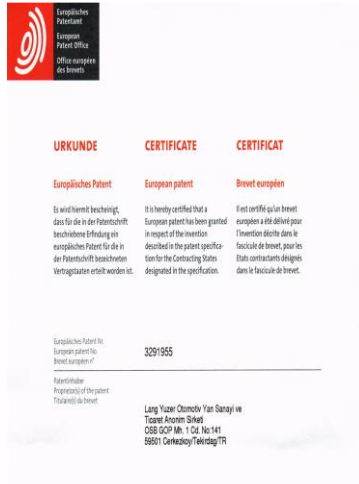 Europäisches
Patentamt
European
Patent Office
Office européen
des brevets
URKUNDE
CERTIFICATE
CERTIFICAT
Europäisches Patent
European patent
Brevet européen
Es wird hiermit bescheinigt,
dass für die in der Patentschrift
beschriebene Erfindung ein
europäisches Patent für die in
der Patentschrift bezeichneten
Vertragstaaten erteilt worden ist.
It is hereby certified that a
European patent has been granted
in respect of the invention
described in the patent specifica-
tion for the Contracting States
designated in the specification.
Il est certifié qu'un brevet
européen a été délivré pour
l'invention décrite dans le
fascicule de brevet, pour les
Etats contractants désignés
dans le fascicule de brevet.
Europäisches Patent Nr.
European patent No
Brevet européen n°
3291955
Patentinhaber
Proprietor(s) of the patent
Titulaire(s) du brevet
Lang Yuzer Otomotiv Yan Sanayi ve
Ticaret Anonim Sirketi
OSB GOP Mh. 1 Cd. No:141
59501 Cerkezkoy/Tekirdag/TR